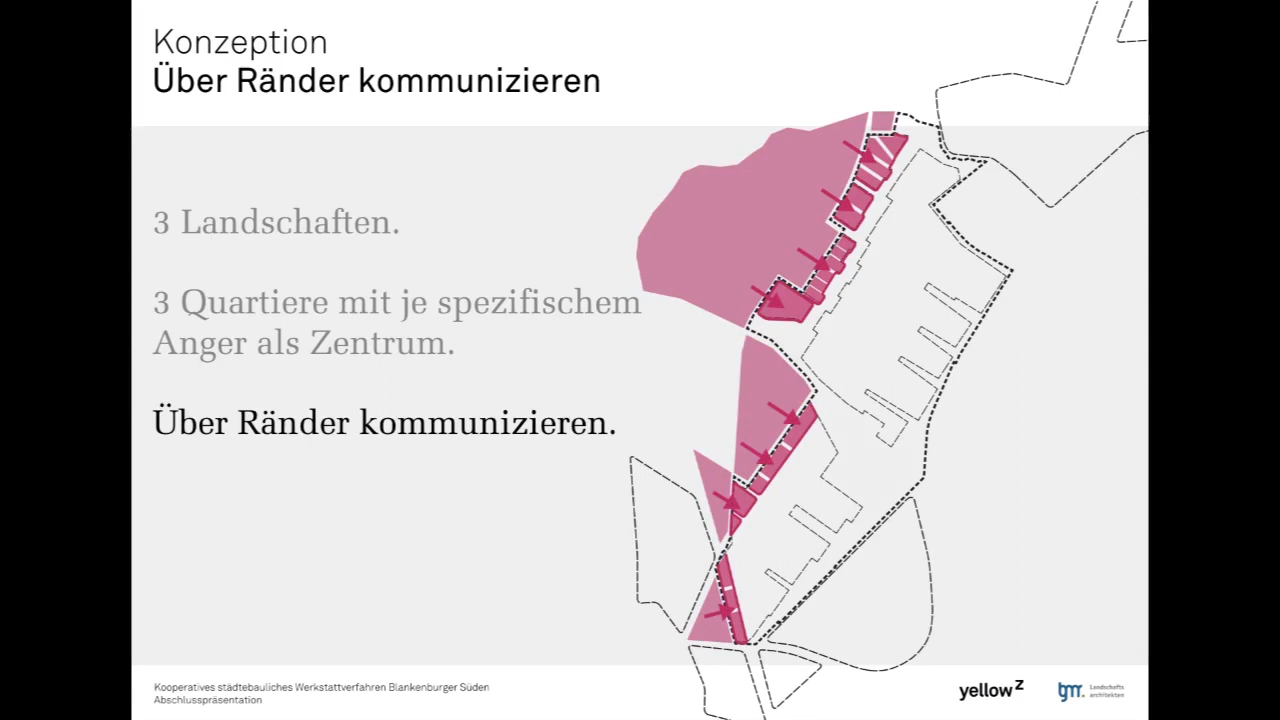 Konzeption
Über Ränder kommunizieren
3 Landschaften.
3 Quartiere mit je spezifischem
Anger als Zentrum.
Über Ränder kommunizieren.
Kooperatives städtebauliches Werkstattverfahren Blankenburger Süden
Abschlusspräsentation
yellow z
tgmr. Landschafts
architekten